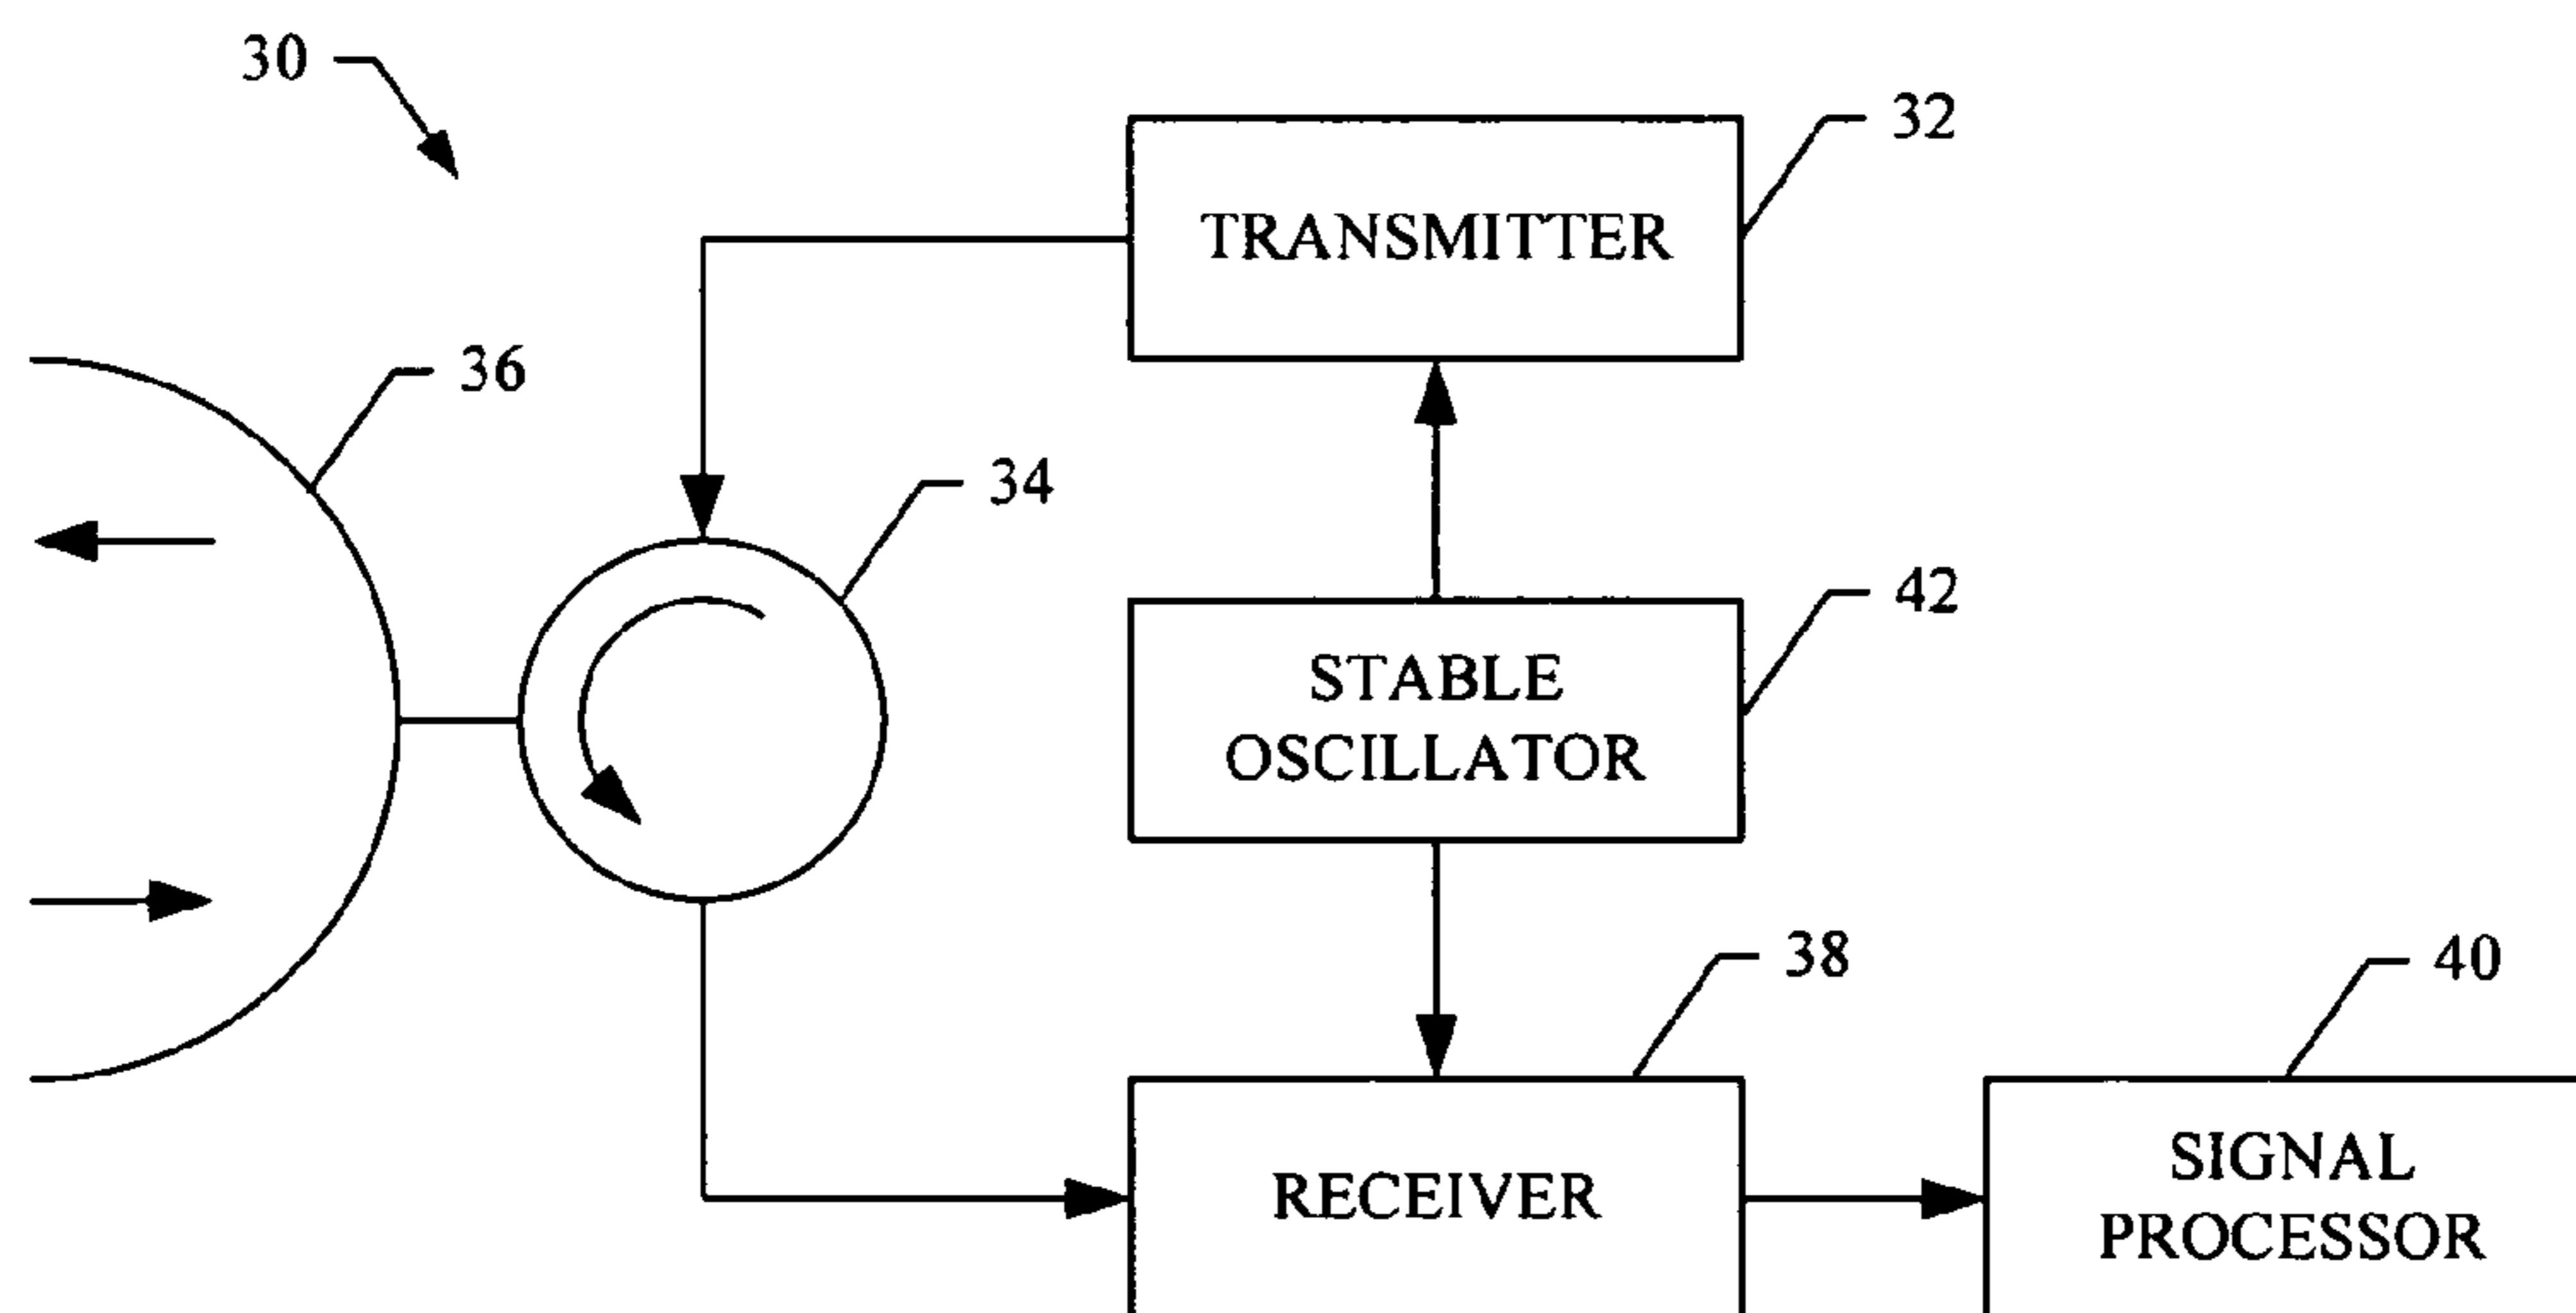 30
32
TRANSMITTER
36
34
42
STABLE
OSCILLATOR
38
40
RECEIVER
SIGNAL
PROCESSOR